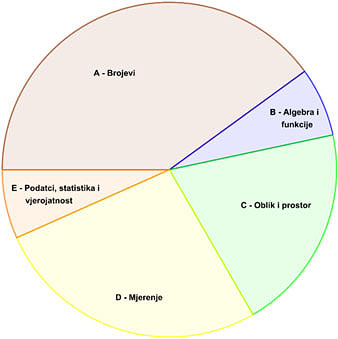 A - Brojevi
B - Algebra i
funkcije
E - Podatci, statistika i
vjerojatnost
C - Oblik i prostor
D - Mjerenje